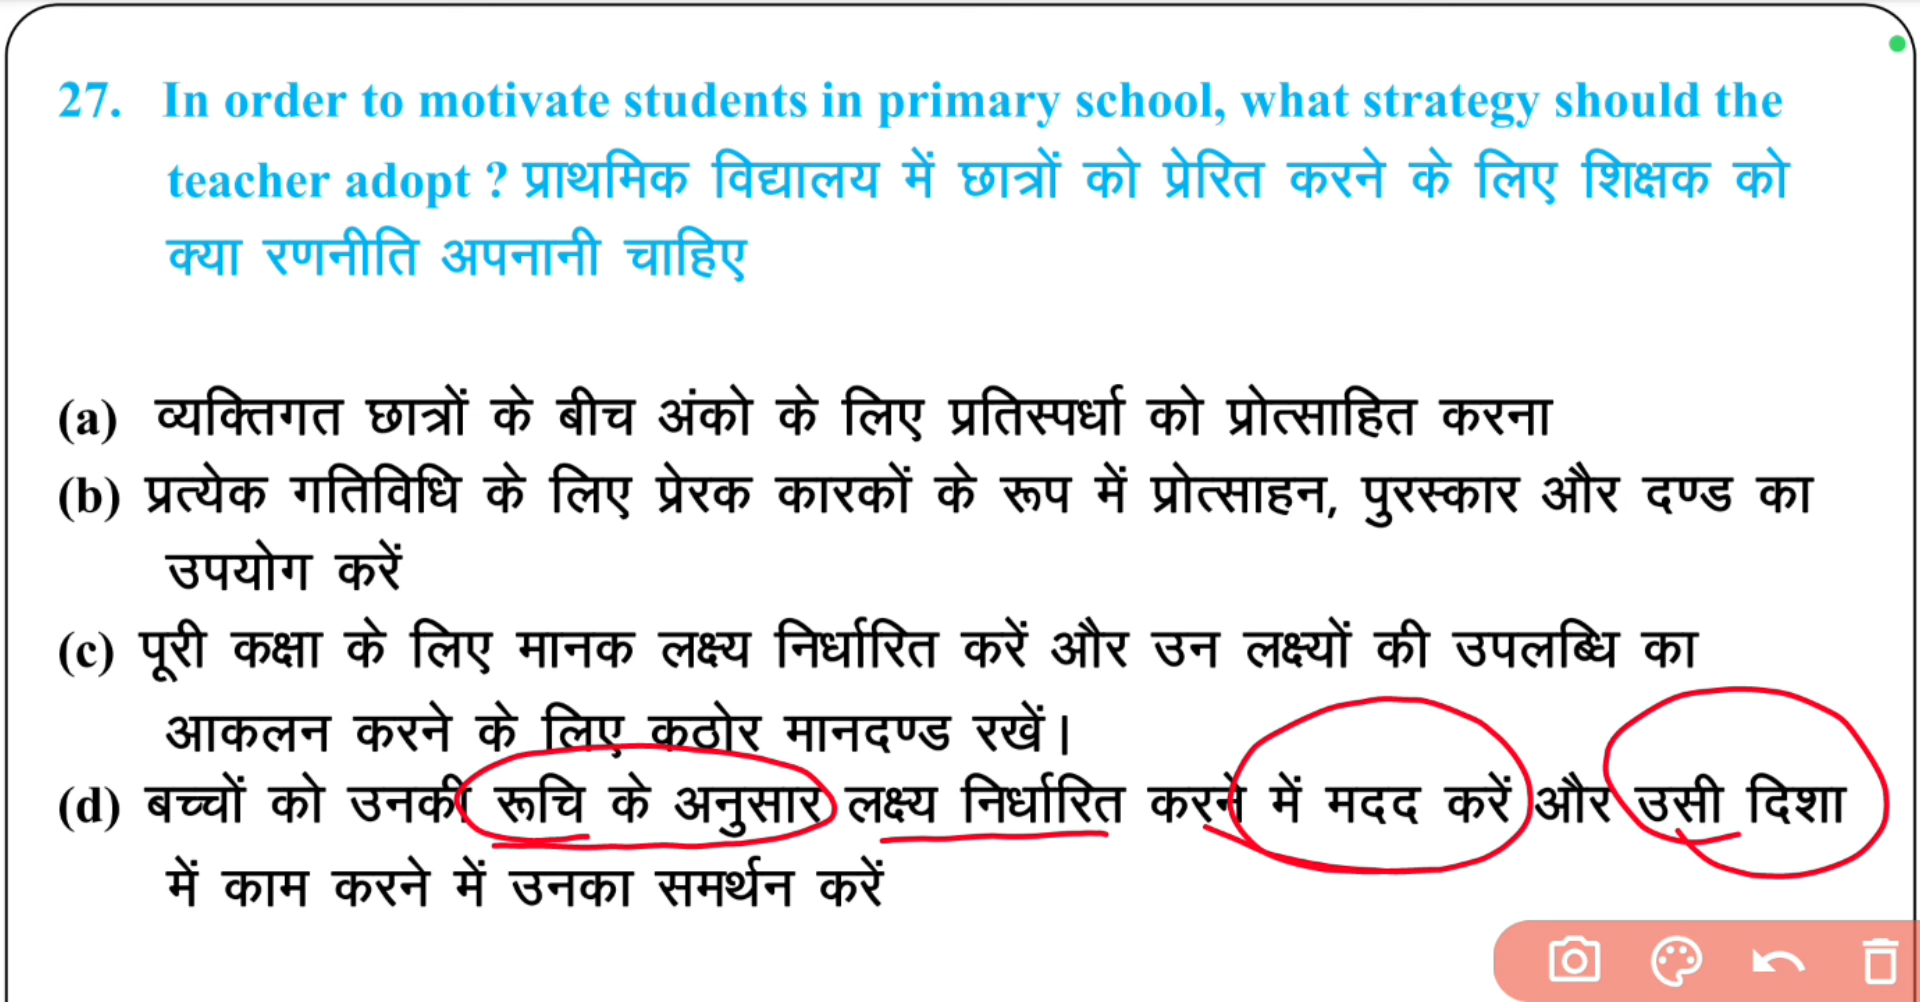 27. In order to motivate students in primary school, what strategy should the
teacher adopt ? प्राथमिक विद्यालय में छात्रों को प्रेरित करने के लिए शिक्षक को
क्या रणनीति अपनानी चाहिए
(a) व्यक्तिगत छात्रों के बीच अंको के लिए प्रतिस्पर्धा को प्रोत्साहित करना
(b) प्रत्येक गतिविधि के लिए प्रेरक कारकों के रूप में प्रोत्साहन, पुरस्कार और दण्ड का
उपयोग करें
(c) पूरी कक्षा के लिए मानक लक्ष्य निर्धारित करें और उन लक्ष्यों की उपलब्धि का
आकलन करने के लिए कठोर मानदण्ड रखें।
(d) बच्चों को उनकी रूचि के अनुसार लक्ष्य निर्धारित करने में मदद करें और उसी दिशा
में काम करने में उनका समर्थन करें